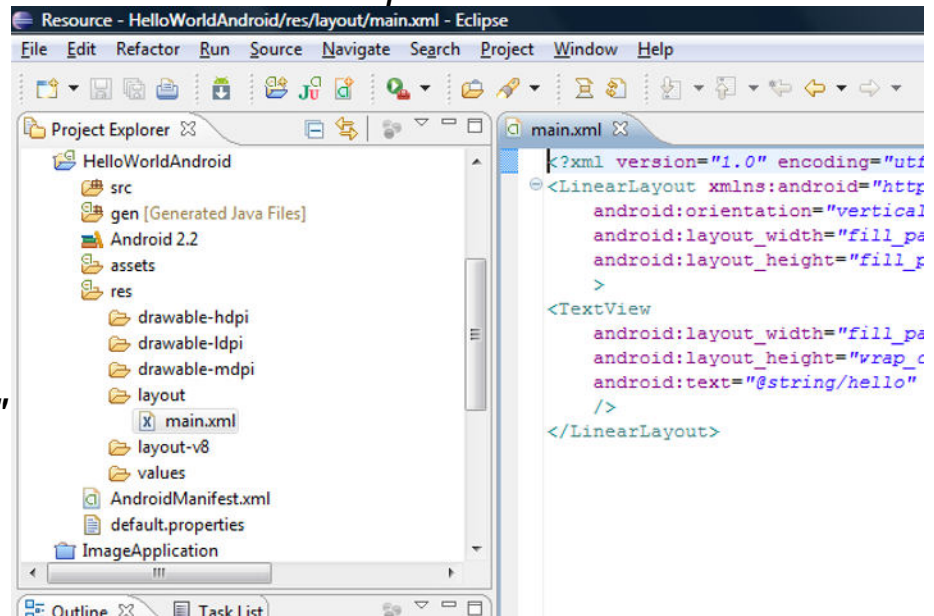 Resource - HelloWorldAndroid/res/layout/main.xml - Eclipse
File Edit Refactor Run Source Navigate Search Project Window Help
Project Explorer
HelloWorldAndroid
src
gen [Generated Java Files]
Android 2.2
assets
res
drawable-hdpi
drawable-ldpi
drawable-mdpi
layout
main.xml
layout-v8
values
AndroidManifest.xml
default.properties
ImageApplication
Outline Task List
main.xml
<?xml version="1.0" encoding="utf
<LinearLayout xmlns:android="http
android:orientation="vertical
android:layout_width="fill_pa
android:layout_height="fill_p
>
<TextView
android:layout_width="fill_pa
android:layout_height="wrap_c
android:text="@string/hello"
/>
</LinearLayout>
"